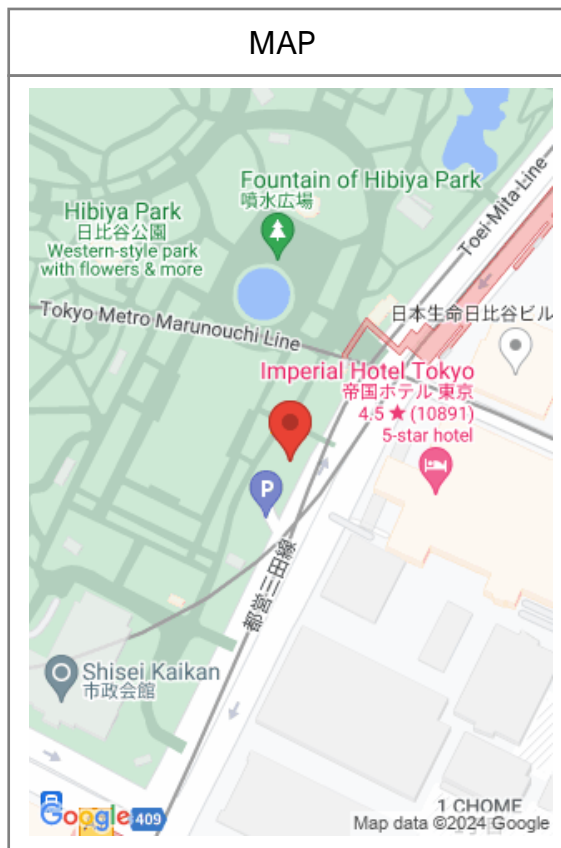 MAP
Toei Mita Line
Fountain of Hibiya Park
噴水広場
Hibiya Park
日比谷公園
Western-style park
with flowers & more
Tokyo Metro Marunouchi Line
日本生命日比谷ビル
Imperial Hotel Tokyo
帝国ホテル 東京
4.5 ★ (10891)
5-star hotel
P
都営三田線
Shisei Kaikan
市政会館
1 CHOME
Google
409
Map data ©2024 Google